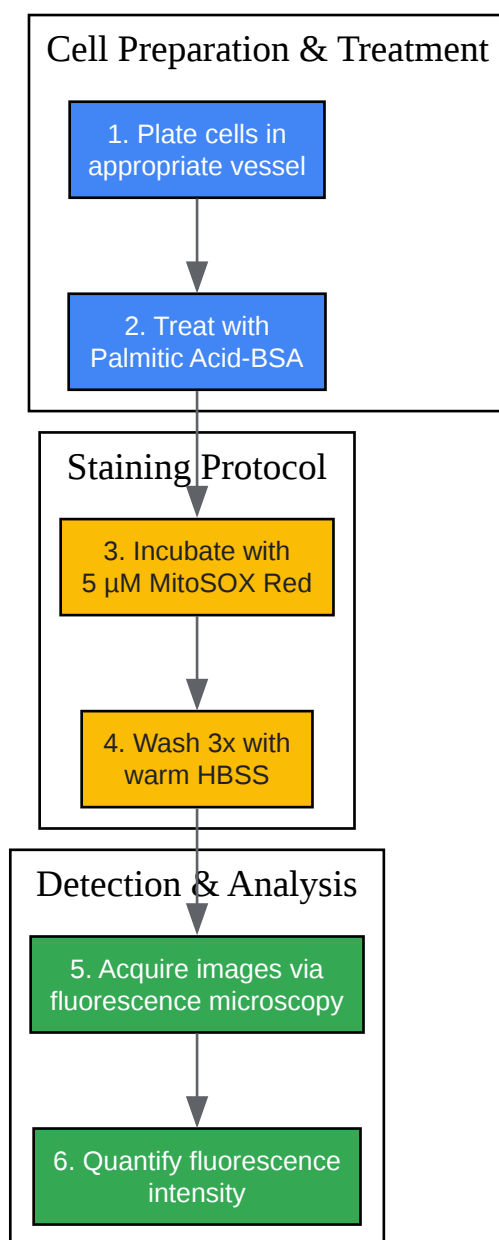 Cell Preparation & Treatment
1. Plate cells in
appropriate vessel
2. Treat with
Palmitic Acid-BSA
Staining Protocol
3. Incubate with
5 µM MitoSOX Red
4. Wash 3x with
warm HBSS
Detection & Analysis
5. Acquire images via
fluorescence microscopy
6. Quantify fluorescence
intensity